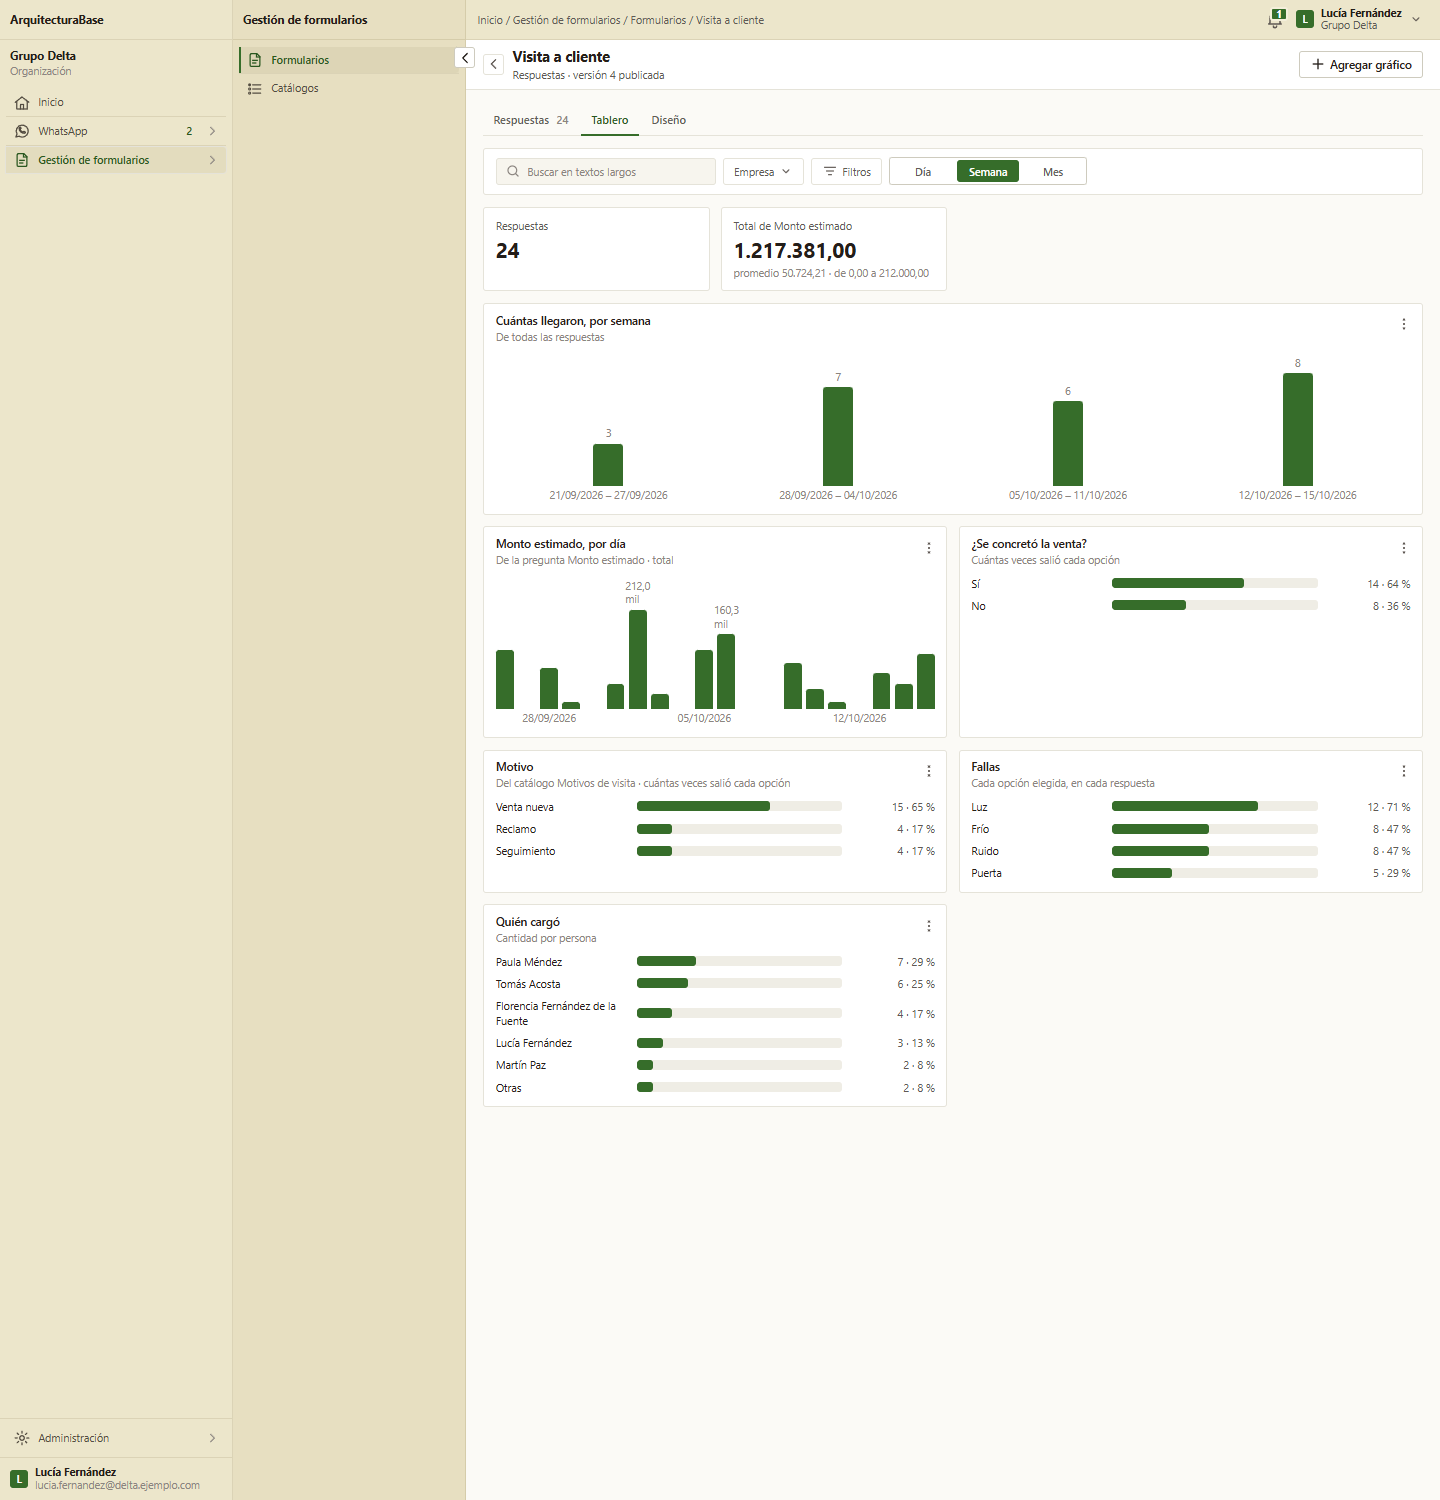 ArquitecturaBase
Grupo Delta
Organización
Inicio
WhatsApp 2
Gestión de formularios
Administración
L
Lucía Fernández
lucia.fernandez@delta.ejemplo.com
Gestión de formularios
Formularios
Catálogos
Inicio / Gestión de formularios / Formularios / Visita a cliente
1
L
Lucía Fernández
Grupo Delta
Visita a cliente
Respuestas · versión 4 publicada
Agregar gráfico
Respuestas 24
Tablero
Diseño
Buscar en textos largos
Empresa
Filtros
Día
Semana
Mes
Respuestas
24
Total de Monto estimado
1.217.381,00
promedio 50.724,21 · de 0,00 a 212.000,00
Cuántas llegaron, por semana
De todas las respuestas
3
7
6
8
21/09/2026 – 27/09/2026
28/09/2026 – 04/10/2026
05/10/2026 – 11/10/2026
12/10/2026 – 15/10/2026
Monto estimado, por día
De la pregunta Monto estimado · total
212,0
mil
160,3
mil
28/09/2026
05/10/2026
12/10/2026
¿Se concretó la venta?
Cuántas veces salió cada opción
Sí 14 · 64 %
No 8 · 36 %
Motivo
Del catálogo Motivos de visita · cuántas veces salió cada opción
Venta nueva 15 · 65 %
Reclamo 4 · 17 %
Seguimiento 4 · 17 %
Fallas
Cada opción elegida, en cada respuesta
Luz 12 · 71 %
Frío 8 · 47 %
Ruido 8 · 47 %
Puerta 5 · 29 %
Quién cargó
Cantidad por persona
Paula Méndez 7 · 29 %
Tomás Acosta 6 · 25 %
Florencia Fernández de la
Fuente 4 · 17 %
Lucía Fernández 3 · 13 %
Martín Paz 2 · 8 %
Otras 2 · 8 %